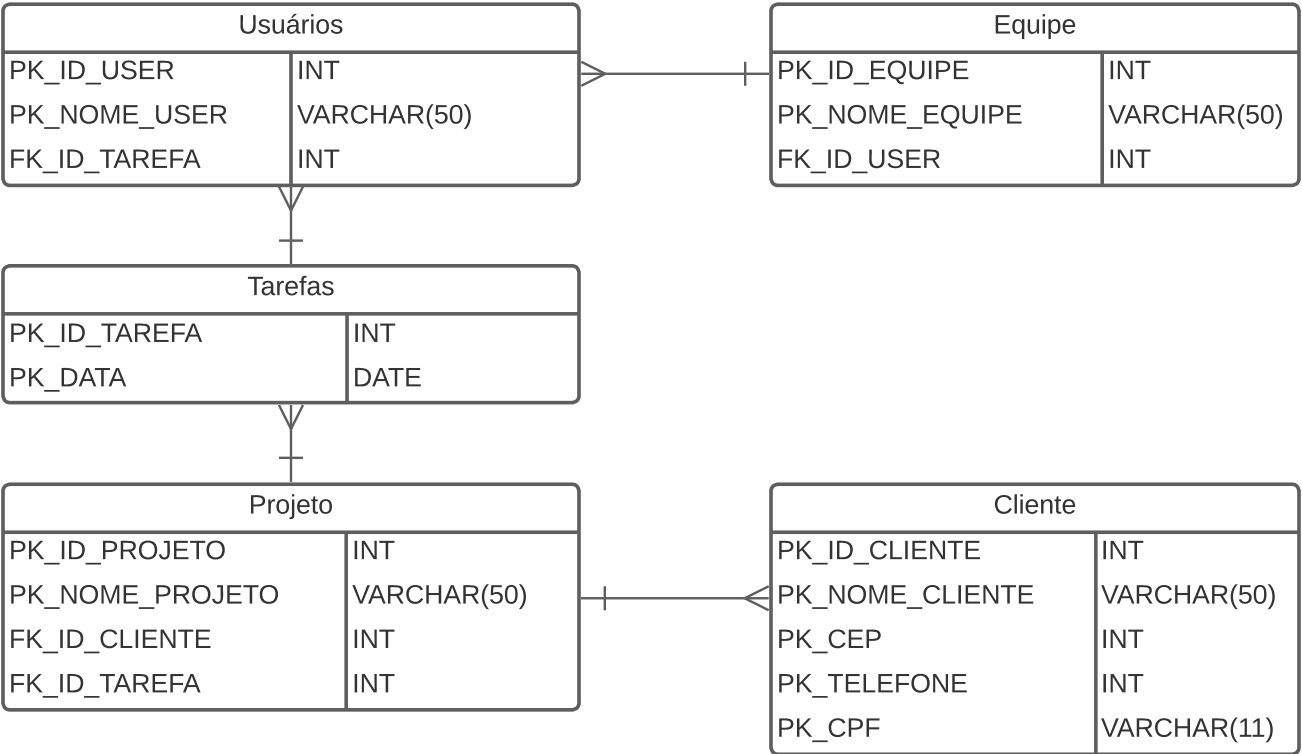 Usuários
PK_ID_USER INT
PK_NOME_USER VARCHAR(50)
FK_ID_TAREFA INT
Equipe
PK_ID_EQUIPE INT
PK_NOME_EQUIPE VARCHAR(50)
FK_ID_USER INT
Tarefas
PK_ID_TAREFA INT
PK_DATA DATE
Projeto
PK_ID_PROJETO INT
PK_NOME_PROJETO VARCHAR(50)
FK_ID_CLIENTE INT
FK_ID_TAREFA INT
Cliente
PK_ID_CLIENTE INT
PK_NOME_CLIENTE VARCHAR(50)
PK_CEP INT
PK_TELEFONE INT
PK_CPF VARCHAR(11)